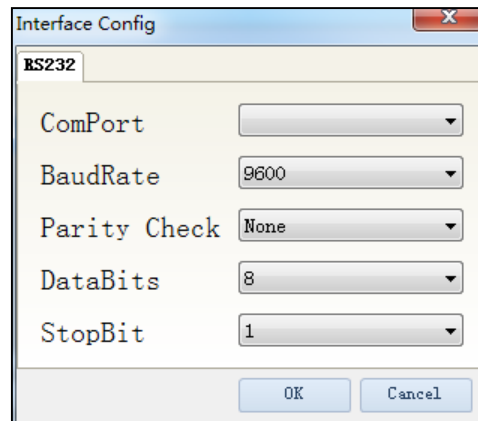 Interface Config
RS232
ComPort
BaudRate 9600
Parity Check None
DataBits 8
StopBit 1
OK Cancel